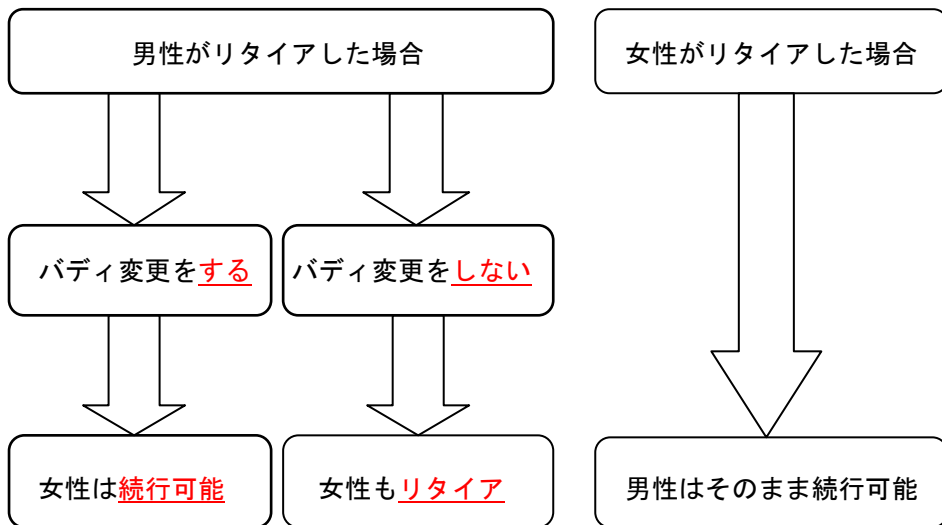 男性がリタイアした場合
女性がリタイアした場合
バディ変更をする
バディ変更をしない
女性は続行可能
女性もリタイア
男性はそのまま続行可能